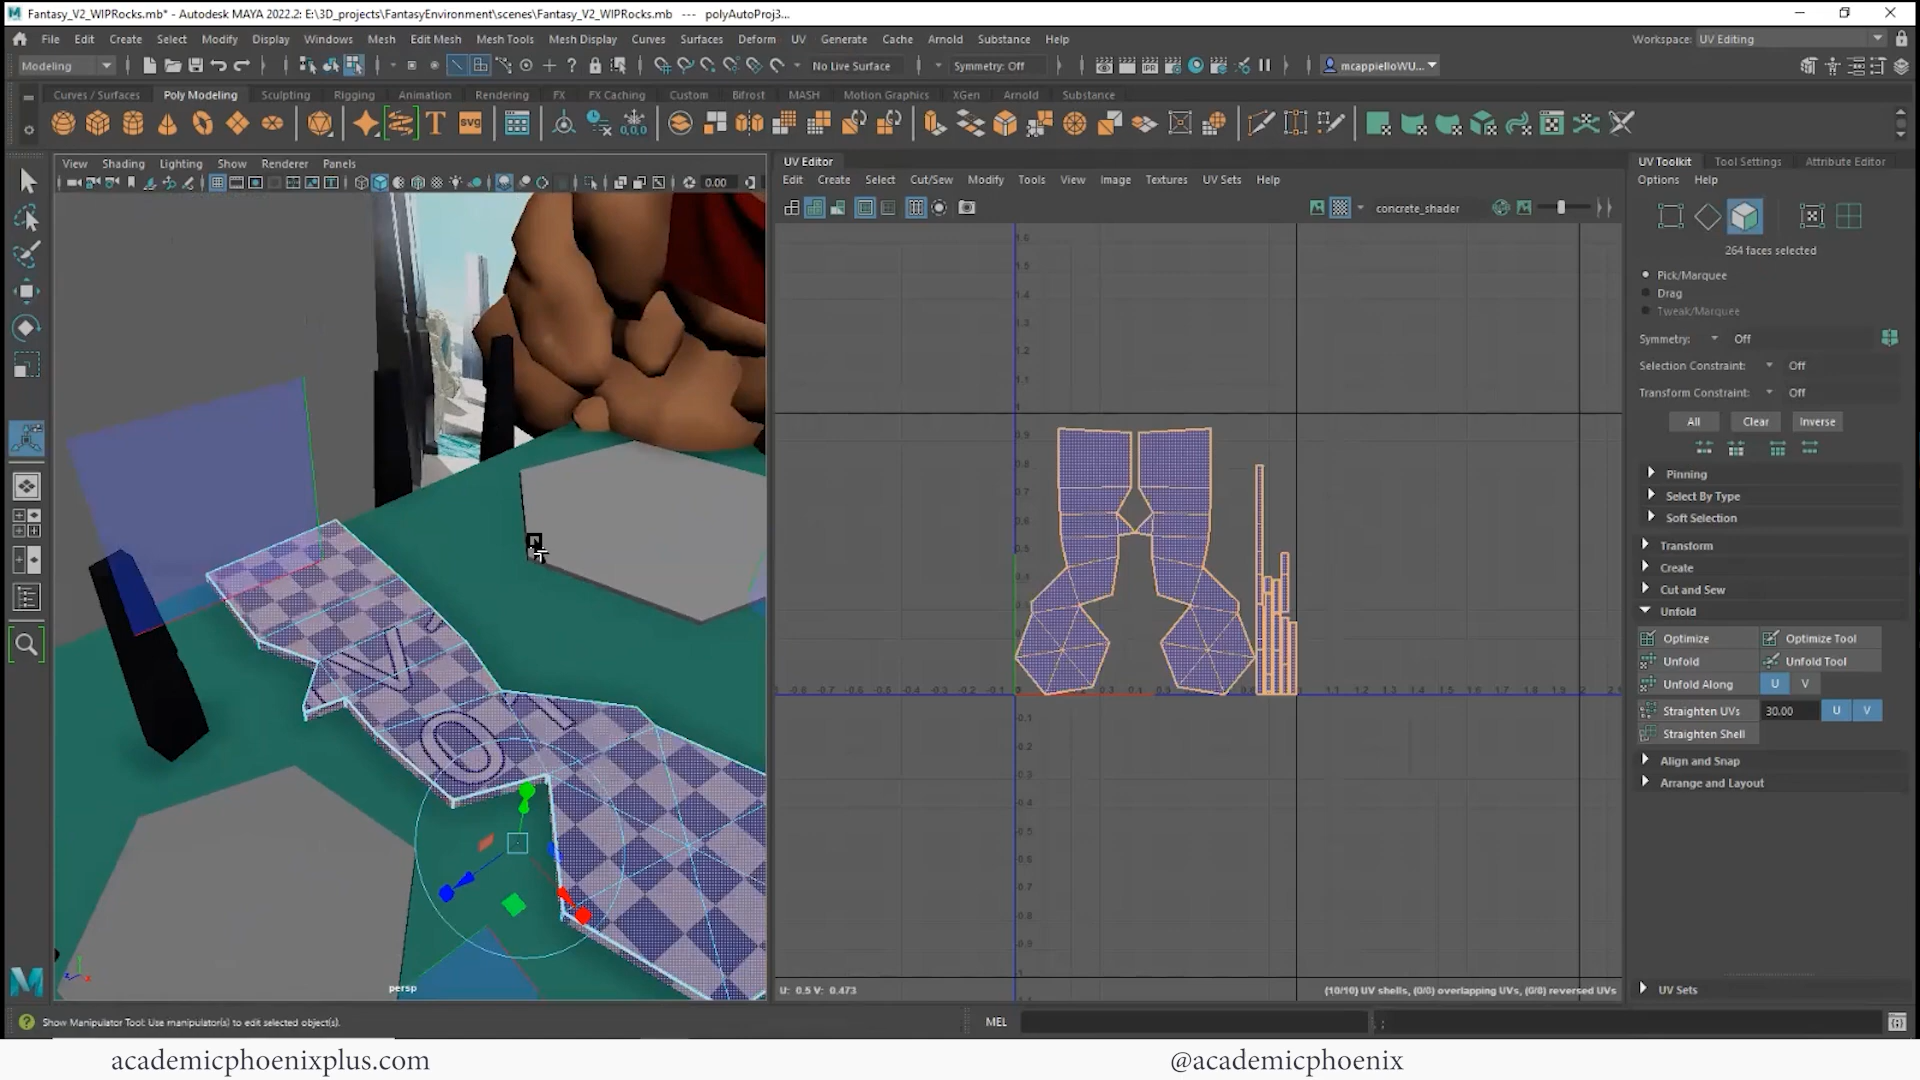 Fantasy_V2_WIPRocks.mb* - Autodesk MAYA 2022.2: E:\3D_projects\FantasyEnvironment\scenes\Fantasy_V2_WIPRocks.mb --- polyAutoProj3...
File Edit Create Select Modify Display Windows Mesh Edit Mesh Mesh Tools Mesh Display Curves Surfaces Deform UV Generate Cache Arnold Substance Help
Workspace: UV Editing
Modeling
No Live Surface
Symmetry: Off
mcappielloWU...
Curves / Surfaces Poly Modeling Sculpting Rigging Animation Rendering FX FX Caching Custom Bifrost MASH Motion Graphics XGen Arnold Substance
View Shading Lighting Show Renderer Panels
0.00
persp
UV Editor
Edit Create Select Cut/Sew Modify Tools View Image Textures UV Sets Help
concrete_shader
U: 0.5 V: 0.473
(10/10) UV shells, (0/0) overlapping UVs, (0/0) reversed UVs
UV Toolkit Tool Settings Attribute Editor
Options Help
264 faces selected
Pick/Marquee
Drag
Tweak/Marquee
Symmetry: Off
Selection Constraint: Off
Transform Constraint: Off
All Clear Inverse
Pinning
Select By Type
Soft Selection
Transform
Create
Cut and Sew
Unfold
Optimize Optimize Tool
Unfold Unfold Tool
Unfold Along U V
Straighten UVs 30.00 U V
Straighten Shell
Align and Snap
Arrange and Layout
UV Sets
Show Manipulator Tool: Use manipulator(s) to edit selected object(s).
MEL
academicphoenixplus.com
@academicphoenix